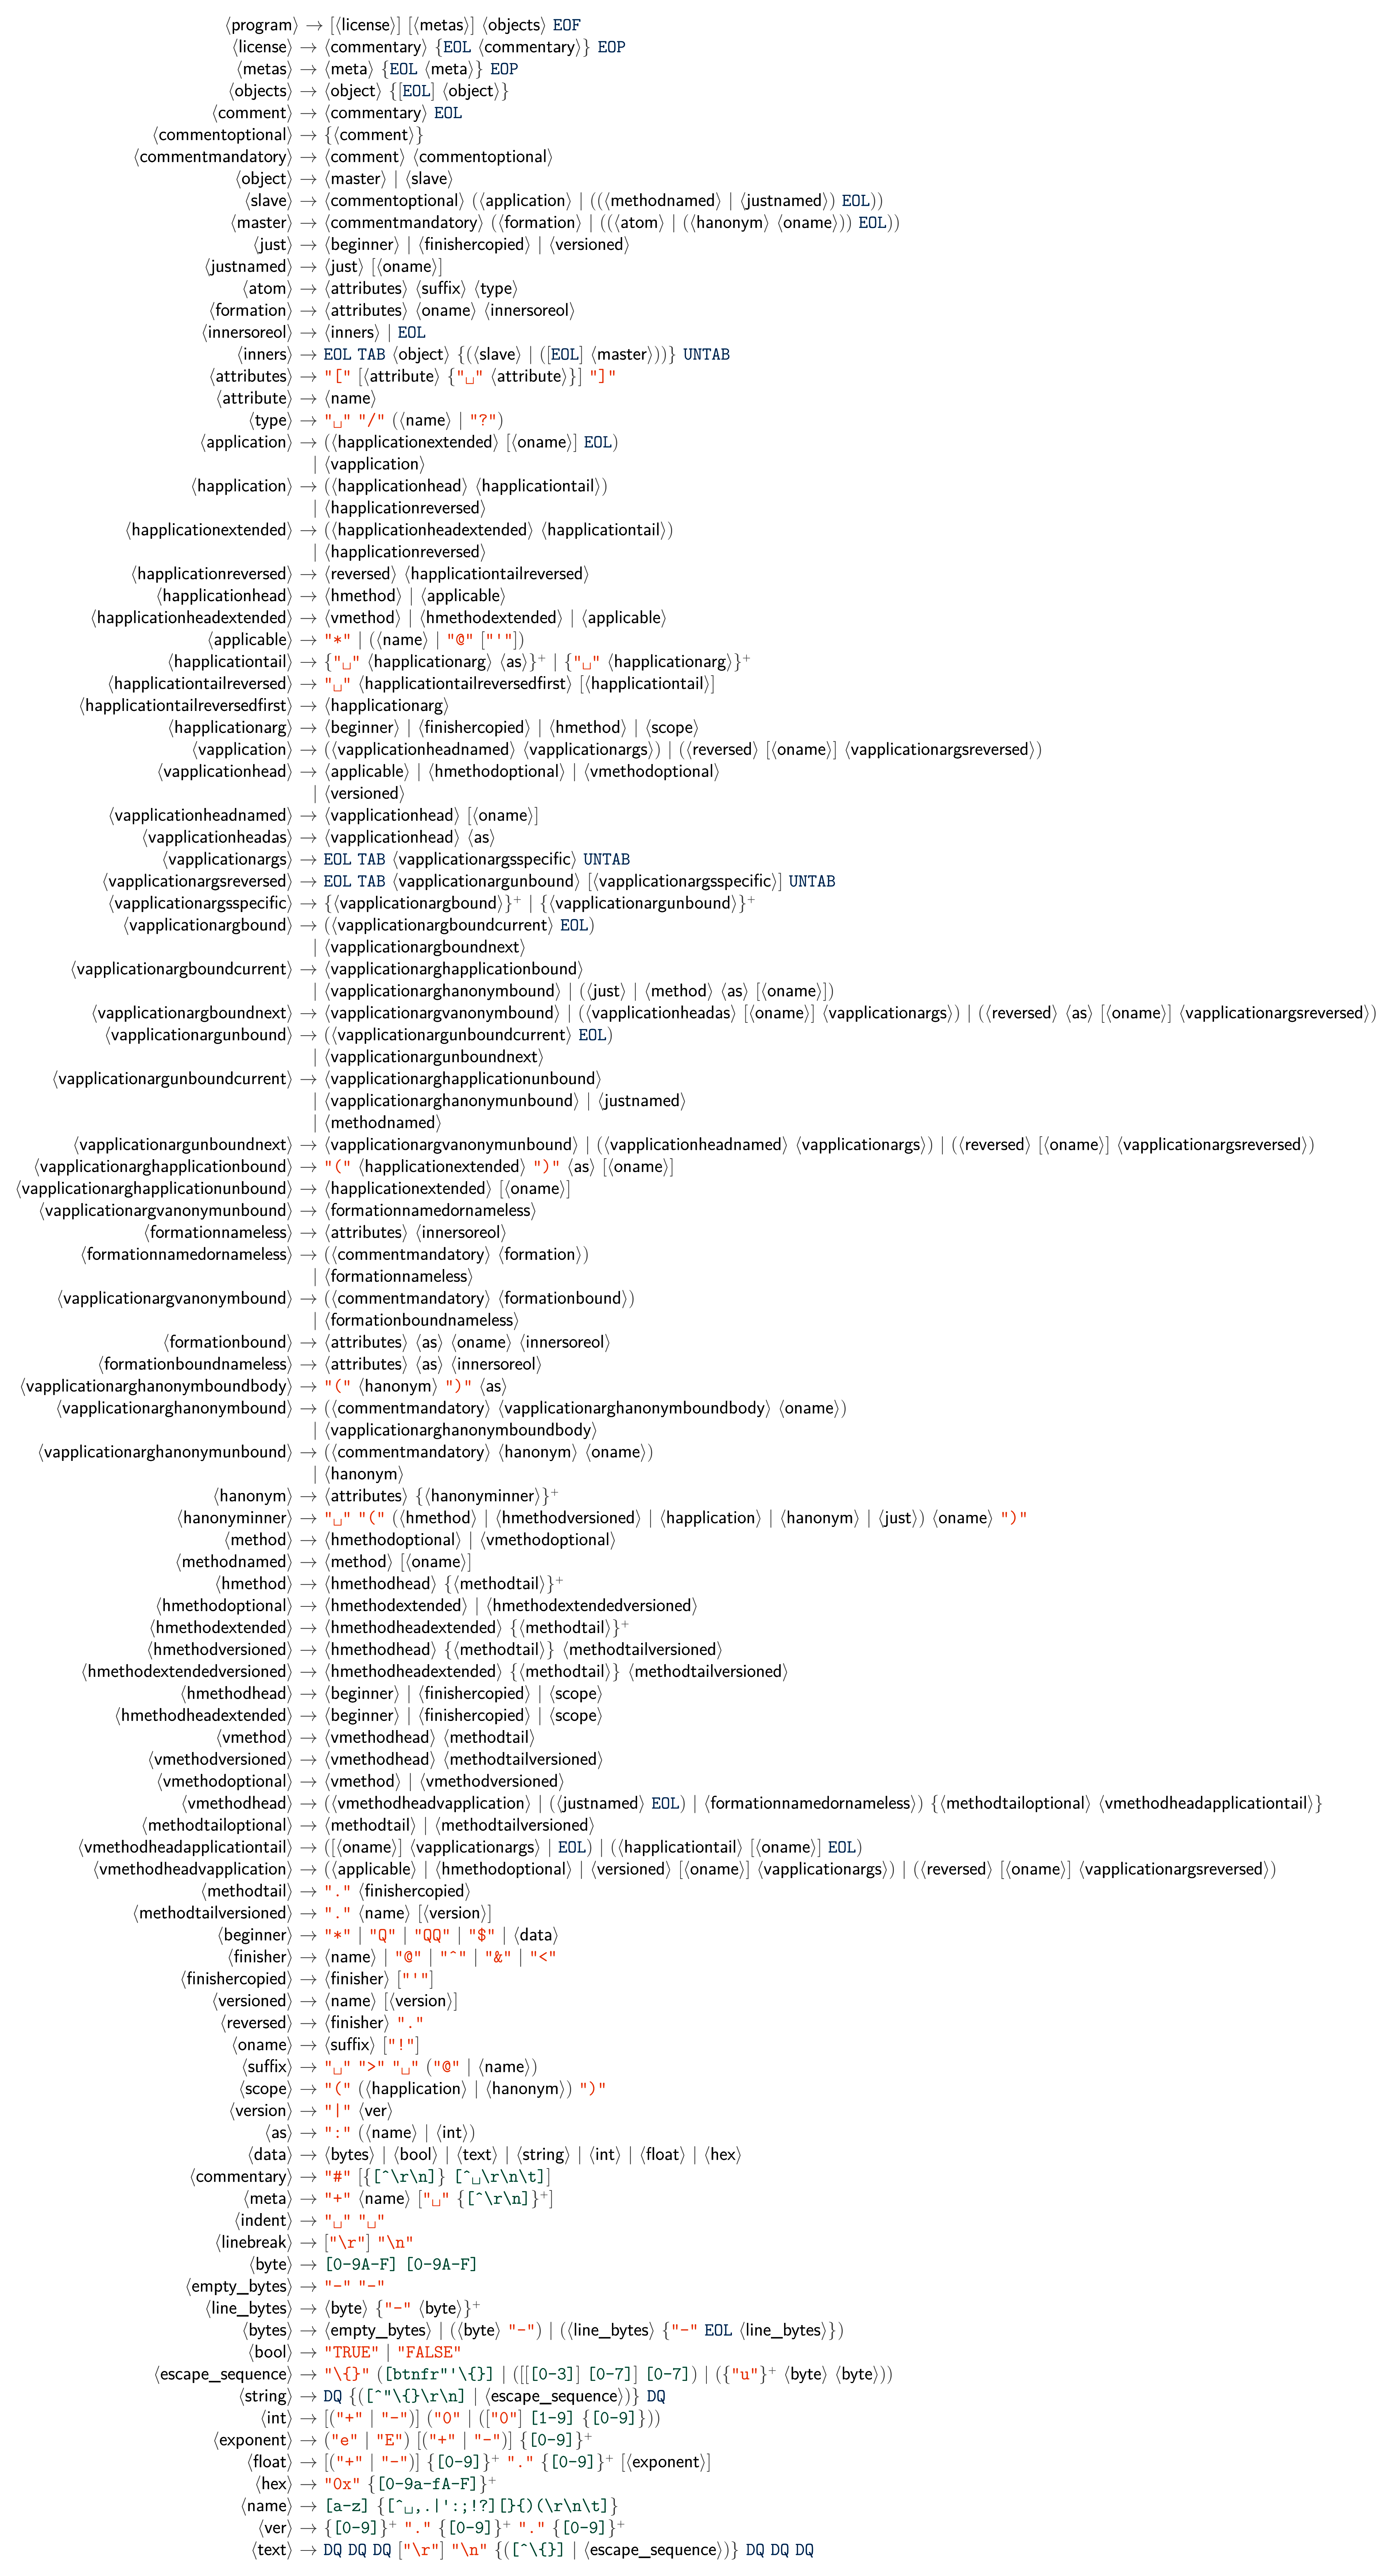 ⟨program⟩ → [⟨license⟩] [⟨metas⟩] ⟨objects⟩ EOF
⟨license⟩ → ⟨commentary⟩ {EOL ⟨commentary⟩} EOP
⟨metas⟩ → ⟨meta⟩ {EOL ⟨meta⟩} EOP
⟨objects⟩ → ⟨object⟩ {[EOL] ⟨object⟩}
⟨comment⟩ → ⟨commentary⟩ EOL
⟨commentoptional⟩ → {⟨comment⟩}
⟨commentmandatory⟩ → ⟨comment⟩ ⟨commentoptional⟩
⟨object⟩ → ⟨master⟩ | ⟨slave⟩
⟨slave⟩ → ⟨commentoptional⟩ (⟨application⟩ | ((⟨methodnamed⟩ | ⟨justnamed⟩) EOL))
⟨master⟩ → ⟨commentmandatory⟩ (⟨formation⟩ | ((⟨atom⟩ | (⟨hanonym⟩ ⟨oname⟩)) EOL))
⟨just⟩ → ⟨beginner⟩ | ⟨finishercopied⟩ | ⟨versioned⟩
⟨justnamed⟩ → ⟨just⟩ [⟨oname⟩]
⟨atom⟩ → ⟨attributes⟩ ⟨suffix⟩ ⟨type⟩
⟨formation⟩ → ⟨attributes⟩ ⟨oname⟩ ⟨innersoreol⟩
⟨innersoreol⟩ → ⟨inners⟩ | EOL
⟨inners⟩ → EOL TAB ⟨object⟩ {(⟨slave⟩ | ([EOL] ⟨master⟩))} UNTAB
⟨attributes⟩ → "[" [⟨attribute⟩ {"␣" ⟨attribute⟩}] "]"
⟨attribute⟩ → ⟨name⟩
⟨type⟩ → "␣" "/" (⟨name⟩ | "?")
⟨application⟩ → (⟨happlicationextended⟩ [⟨oname⟩] EOL)
| ⟨vapplication⟩
⟨happlication⟩ → (⟨happlicationhead⟩ ⟨happlicationtail⟩)
| ⟨happlicationreversed⟩
⟨happlicationextended⟩ → (⟨happlicationheadextended⟩ ⟨happlicationtail⟩)
| ⟨happlicationreversed⟩
⟨happlicationreversed⟩ → ⟨reversed⟩ ⟨happlicationtailreversed⟩
⟨happlicationhead⟩ → ⟨hmethod⟩ | ⟨applicable⟩
⟨happlicationheadextended⟩ → ⟨vmethod⟩ | ⟨hmethodextended⟩ | ⟨applicable⟩
⟨applicable⟩ → "*" | (⟨name⟩ | "@" ["'"])
⟨happlicationtail⟩ → {"␣" ⟨happlicationarg⟩ ⟨as⟩}⁺ | {"␣" ⟨happlicationarg⟩}⁺
⟨happlicationtailreversed⟩ → "␣" ⟨happlicationtailreversedfirst⟩ [⟨happlicationtail⟩]
⟨happlicationtailreversedfirst⟩ → ⟨happlicationarg⟩
⟨happlicationarg⟩ → ⟨beginner⟩ | ⟨finishercopied⟩ | ⟨hmethod⟩ | ⟨scope⟩
⟨vapplication⟩ → (⟨vapplicationheadnamed⟩ ⟨vapplicationargs⟩) | (⟨reversed⟩ [⟨oname⟩] ⟨vapplicationargsreversed⟩)
⟨vapplicationhead⟩ → ⟨applicable⟩ | ⟨hmethodoptional⟩ | ⟨vmethodoptional⟩
| ⟨versioned⟩
⟨vapplicationheadnamed⟩ → ⟨vapplicationhead⟩ [⟨oname⟩]
⟨vapplicationheadas⟩ → ⟨vapplicationhead⟩ ⟨as⟩
⟨vapplicationargs⟩ → EOL TAB ⟨vapplicationargsspecific⟩ UNTAB
⟨vapplicationargsreversed⟩ → EOL TAB ⟨vapplicationargunbound⟩ [⟨vapplicationargsspecific⟩] UNTAB
⟨vapplicationargsspecific⟩ → {⟨vapplicationargbound⟩}⁺ | {⟨vapplicationargunbound⟩}⁺
⟨vapplicationargbound⟩ → (⟨vapplicationargboundcurrent⟩ EOL)
| ⟨vapplicationargboundnext⟩
⟨vapplicationargboundcurrent⟩ → ⟨vapplicationarghapplicationbound⟩
| ⟨vapplicationarghanonymbound⟩ | (⟨just⟩ | ⟨method⟩ ⟨as⟩ [⟨oname⟩])
⟨vapplicationargboundnext⟩ → ⟨vapplicationargvanonymbound⟩ | (⟨vapplicationheadas⟩ [⟨oname⟩] ⟨vapplicationargs⟩) | (⟨reversed⟩ ⟨as⟩ [⟨oname⟩] ⟨vapplicationargsreversed⟩)
⟨vapplicationargunbound⟩ → (⟨vapplicationargunboundcurrent⟩ EOL)
| ⟨vapplicationargunboundnext⟩
⟨vapplicationargunboundcurrent⟩ → ⟨vapplicationarghapplicationunbound⟩
| ⟨vapplicationarghanonymunbound⟩ | ⟨justnamed⟩
| ⟨methodnamed⟩
⟨vapplicationargunboundnext⟩ → ⟨vapplicationargvanonymunbound⟩ | (⟨vapplicationheadnamed⟩ ⟨vapplicationargs⟩) | (⟨reversed⟩ [⟨oname⟩] ⟨vapplicationargsreversed⟩)
⟨vapplicationarghapplicationbound⟩ → "(" ⟨happlicationextended⟩ ")" ⟨as⟩ [⟨oname⟩]
⟨vapplicationarghapplicationunbound⟩ → ⟨happlicationextended⟩ [⟨oname⟩]
⟨vapplicationargvanonymunbound⟩ → ⟨formationnamedornameless⟩
⟨formationnameless⟩ → ⟨attributes⟩ ⟨innersoreol⟩
⟨formationnamedornameless⟩ → (⟨commentmandatory⟩ ⟨formation⟩)
| ⟨formationnameless⟩
⟨vapplicationargvanonymbound⟩ → (⟨commentmandatory⟩ ⟨formationbound⟩)
| ⟨formationboundnameless⟩
⟨formationbound⟩ → ⟨attributes⟩ ⟨as⟩ ⟨oname⟩ ⟨innersoreol⟩
⟨formationboundnameless⟩ → ⟨attributes⟩ ⟨as⟩ ⟨innersoreol⟩
⟨vapplicationarghanonymboundbody⟩ → "(" ⟨hanonym⟩ ")" ⟨as⟩
⟨vapplicationarghanonymbound⟩ → (⟨commentmandatory⟩ ⟨vapplicationarghanonymboundbody⟩ ⟨oname⟩)
| ⟨vapplicationarghanonymboundbody⟩
⟨vapplicationarghanonymunbound⟩ → (⟨commentmandatory⟩ ⟨hanonym⟩ ⟨oname⟩)
| ⟨hanonym⟩
⟨hanonym⟩ → ⟨attributes⟩ {⟨hanonyminner⟩}⁺
⟨hanonyminner⟩ → "␣" "(" (⟨hmethod⟩ | ⟨hmethodversioned⟩ | ⟨happlication⟩ | ⟨hanonym⟩ | ⟨just⟩) ⟨oname⟩ ")"
⟨method⟩ → ⟨hmethodoptional⟩ | ⟨vmethodoptional⟩
⟨methodnamed⟩ → ⟨method⟩ [⟨oname⟩]
⟨hmethod⟩ → ⟨hmethodhead⟩ {⟨methodtail⟩}⁺
⟨hmethodoptional⟩ → ⟨hmethodextended⟩ | ⟨hmethodextendedversioned⟩
⟨hmethodextended⟩ → ⟨hmethodheadextended⟩ {⟨methodtail⟩}⁺
⟨hmethodversioned⟩ → ⟨hmethodhead⟩ {⟨methodtail⟩} ⟨methodtailversioned⟩
⟨hmethodextendedversioned⟩ → ⟨hmethodheadextended⟩ {⟨methodtail⟩} ⟨methodtailversioned⟩
⟨hmethodhead⟩ → ⟨beginner⟩ | ⟨finishercopied⟩ | ⟨scope⟩
⟨hmethodheadextended⟩ → ⟨beginner⟩ | ⟨finishercopied⟩ | ⟨scope⟩
⟨vmethod⟩ → ⟨vmethodhead⟩ ⟨methodtail⟩
⟨vmethodversioned⟩ → ⟨vmethodhead⟩ ⟨methodtailversioned⟩
⟨vmethodoptional⟩ → ⟨vmethod⟩ | ⟨vmethodversioned⟩
⟨vmethodhead⟩ → (⟨vmethodheadvapplication⟩ | (⟨justnamed⟩ EOL) | ⟨formationnamedornameless⟩) {⟨methodtailoptional⟩ ⟨vmethodheadapplicationtail⟩}
⟨methodtailoptional⟩ → ⟨methodtail⟩ | ⟨methodtailversioned⟩
⟨vmethodheadapplicationtail⟩ → ([⟨oname⟩] ⟨vapplicationargs⟩ | EOL) | (⟨happlicationtail⟩ [⟨oname⟩] EOL)
⟨vmethodheadvapplication⟩ → (⟨applicable⟩ | ⟨hmethodoptional⟩ | ⟨versioned⟩ [⟨oname⟩] ⟨vapplicationargs⟩) | (⟨reversed⟩ [⟨oname⟩] ⟨vapplicationargsreversed⟩)
⟨methodtail⟩ → "." ⟨finishercopied⟩
⟨methodtailversioned⟩ → "." ⟨name⟩ [⟨version⟩]
⟨beginner⟩ → "*" | "Q" | "QQ" | "$" | ⟨data⟩
⟨finisher⟩ → ⟨name⟩ | "@" | "^" | "&" | "<"
⟨finishercopied⟩ → ⟨finisher⟩ ["'"]
⟨versioned⟩ → ⟨name⟩ [⟨version⟩]
⟨reversed⟩ → ⟨finisher⟩ "."
⟨oname⟩ → ⟨suffix⟩ ["!"]
⟨suffix⟩ → "␣" ">" "␣" ("@" | ⟨name⟩)
⟨scope⟩ → "(" (⟨happlication⟩ | ⟨hanonym⟩) ")"
⟨version⟩ → "|" ⟨ver⟩
⟨as⟩ → ":" (⟨name⟩ | ⟨int⟩)
⟨data⟩ → ⟨bytes⟩ | ⟨bool⟩ | ⟨text⟩ | ⟨string⟩ | ⟨int⟩ | ⟨float⟩ | ⟨hex⟩
⟨commentary⟩ → "#" [{[^\r\n]} [^␣\r\n\t]]
⟨meta⟩ → "+" ⟨name⟩ ["␣" {[^\r\n]}⁺]
⟨indent⟩ → "␣" "␣"
⟨linebreak⟩ → ["\r"] "\n"
⟨byte⟩ → [0-9A-F] [0-9A-F]
⟨empty_bytes⟩ → "-" "-"
⟨line_bytes⟩ → ⟨byte⟩ {"-" ⟨byte⟩}⁺
⟨bytes⟩ → ⟨empty_bytes⟩ | (⟨byte⟩ "-") | (⟨line_bytes⟩ {"-" EOL ⟨line_bytes⟩})
⟨bool⟩ → "TRUE" | "FALSE"
⟨escape_sequence⟩ → "\{}" ([btnfr"'\{}] | ([[[0-3]] [0-7]] [0-7]) | ({"u"}⁺ ⟨byte⟩ ⟨byte⟩))
⟨string⟩ → DQ {([^"\{}\r\n] | ⟨escape_sequence⟩)} DQ
⟨int⟩ → [("+" | "-")] ("0" | (["0"] [1-9] {[0-9]}))
⟨exponent⟩ → ("e" | "E") [("+" | "-")] {[0-9]}⁺
⟨float⟩ → [("+" | "-")] {[0-9]}⁺ "." {[0-9]}⁺ [⟨exponent⟩]
⟨hex⟩ → "0x" {[0-9a-fA-F]}⁺
⟨name⟩ → [a-z] {[^␣,.|':;!?][}{)(\r\n\t]}
⟨ver⟩ → {[0-9]}⁺ "." {[0-9]}⁺ "." {[0-9]}⁺
⟨text⟩ → DQ DQ DQ ["\r"] "\n" {([^\{}] | ⟨escape_sequence⟩)} DQ DQ DQ